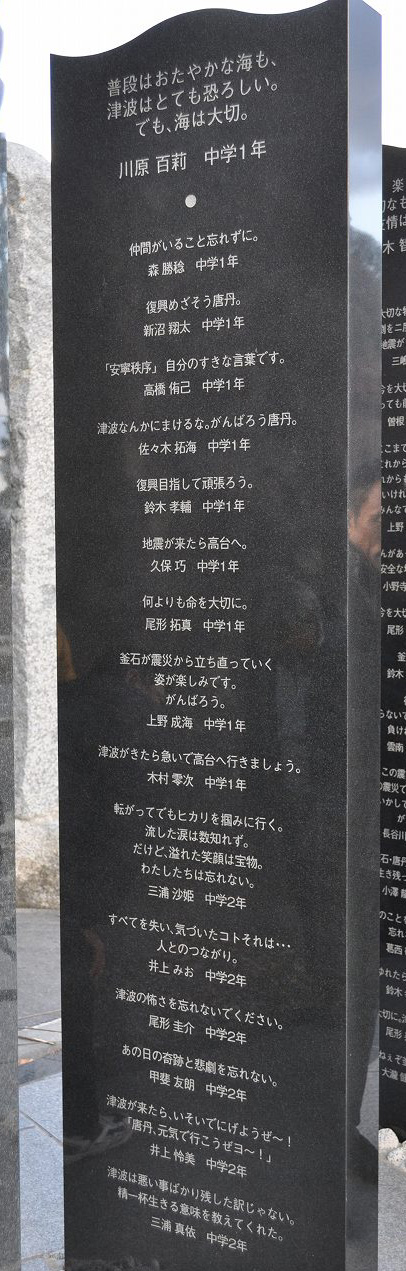 普段はおだやかな海も、
津波はとても恐ろしい。
でも、海は大切。
川原 百莉　中学1年
仲間がいること忘れずに。
森 勝稔　中学1年
復興めざそう唐丹。
新沼 翔太　中学1年
「安寧秩序」 自分のすきな言葉です。
高橋 侑己　中学1年
津波なんかにまけるな。がんばろう唐丹。
佐々木 拓海　中学1年
復興目指して頑張ろう。
鈴木 孝輔　中学1年
地震が来たら高台へ。
久保 巧　中学1年
何よりも命を大切に。
尾形 拓真　中学1年
釜石が震災から立ち直っていく
姿が楽しみです。
がんばろう。
上野 成海　中学1年
津波がきたら急いで高台へ行きましょう。
木村 零次　中学1年
転がってでもヒカリを掴みに行く。
流した涙は数知れず。
だけど、溢れた笑顔は宝物。
わたしたちは忘れない。
三浦 沙姫　中学2年
すべてを失い、気づいたコトそれは・・・
人とのつながり。
井上 みお　中学2年
津波の怖さを忘れないでください。
尾形 圭介　中学2年
あの日の奇跡と悲劇を忘れない。
甲斐 友朗　中学2年
津波が来たら、いそいでにげようぜ〜！
「唐丹、元気で行こうぜヨ〜！」
井上 怜美　中学2年
津波は悪い事ばかり残した訳じゃない。
精一杯生きる意味を教えてくれた。
三浦 真依　中学2年